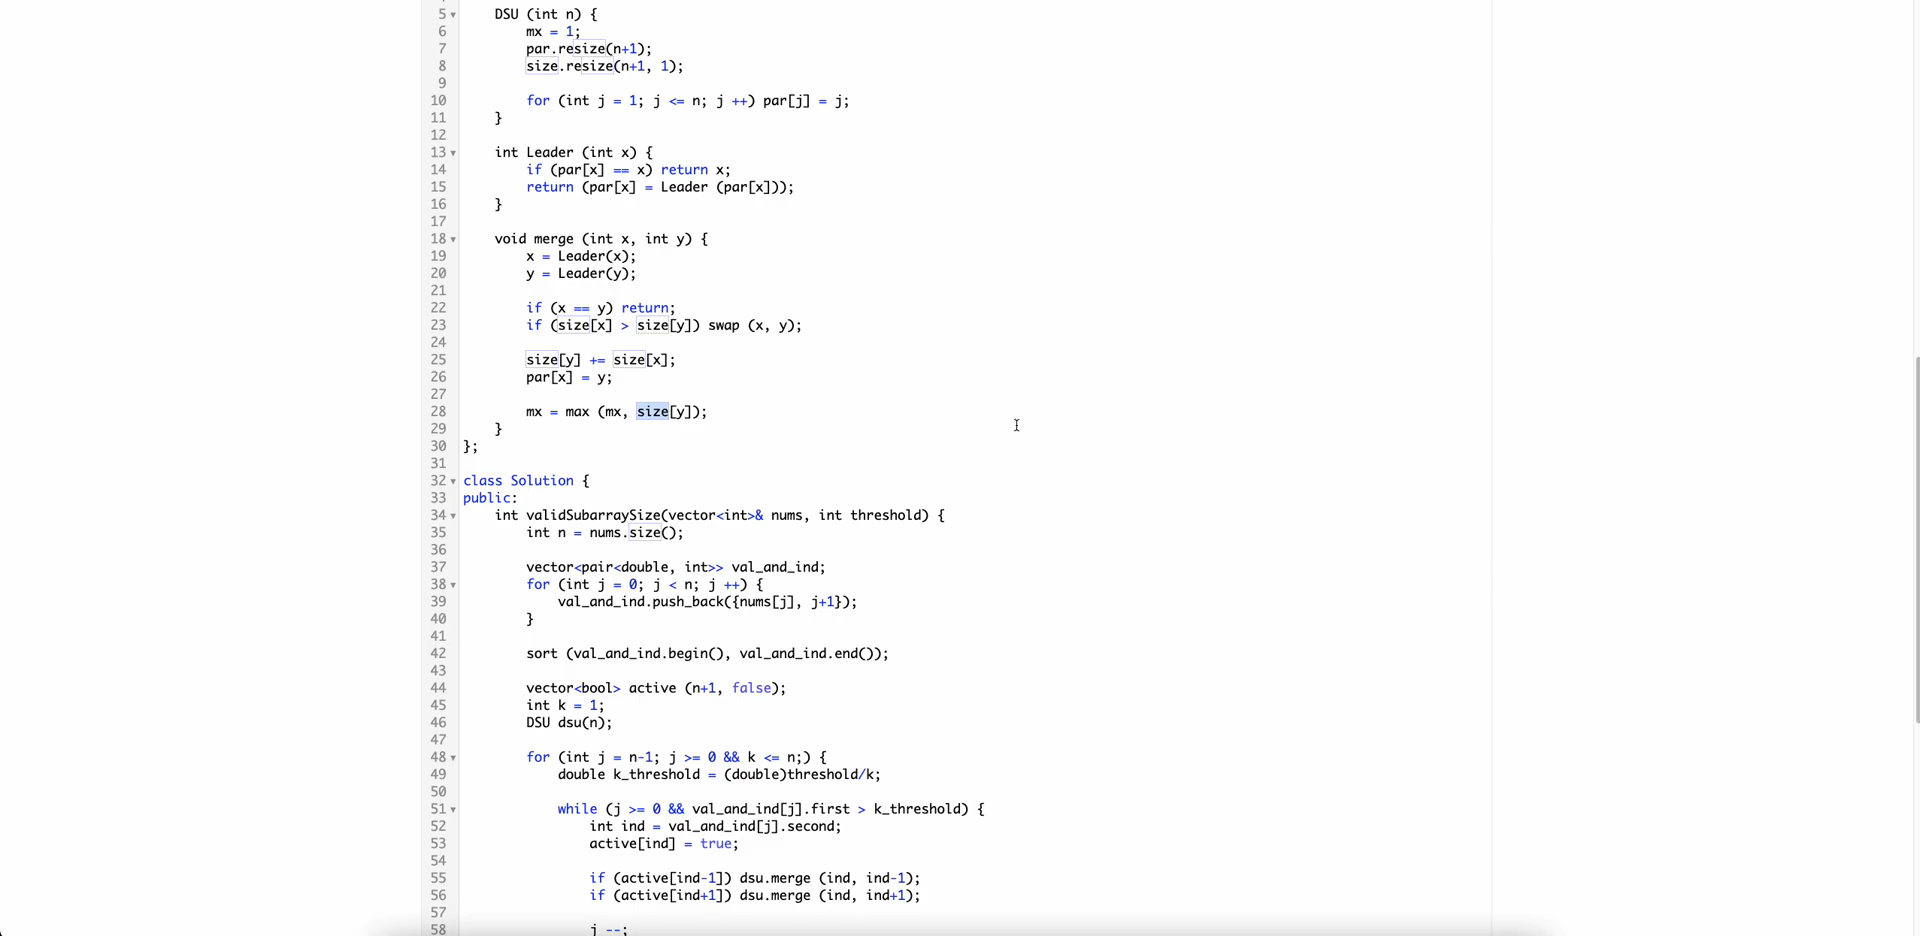 5 DSU (int n) {
6 mx = 1;
7 par.resize(n+1);
8 size.resize(n+1, 1);
9
10 for (int j = 1; j <= n; j ++) par[j] = j;
11 }
12
13 int Leader (int x) {
14 if (par[x] == x) return x;
15 return (par[x] = Leader (par[x]));
16 }
17
18 void merge (int x, int y) {
19 x = Leader(x);
20 y = Leader(y);
21
22 if (x == y) return;
23 if (size[x] > size[y]) swap (x, y);
24
25 size[y] += size[x];
26 par[x] = y;
27
28 mx = max (mx, size[y]);
29 }
30 };
31
32 class Solution {
33 public:
34 int validSubarraySize(vector<int>& nums, int threshold) {
35 int n = nums.size();
36
37 vector<pair<double, int>> val_and_ind;
38 for (int j = 0; j < n; j ++) {
39 val_and_ind.push_back({nums[j], j+1});
40 }
41
42 sort (val_and_ind.begin(), val_and_ind.end());
43
44 vector<bool> active (n+1, false);
45 int k = 1;
46 DSU dsu(n);
47
48 for (int j = n-1; j >= 0 && k <= n;) {
49 double k_threshold = (double)threshold/k;
50
51 while (j >= 0 && val_and_ind[j].first > k_threshold) {
52 int ind = val_and_ind[j].second;
53 active[ind] = true;
54
55 if (active[ind-1]) dsu.merge (ind, ind-1);
56 if (active[ind+1]) dsu.merge (ind, ind+1);
57
58 j --;